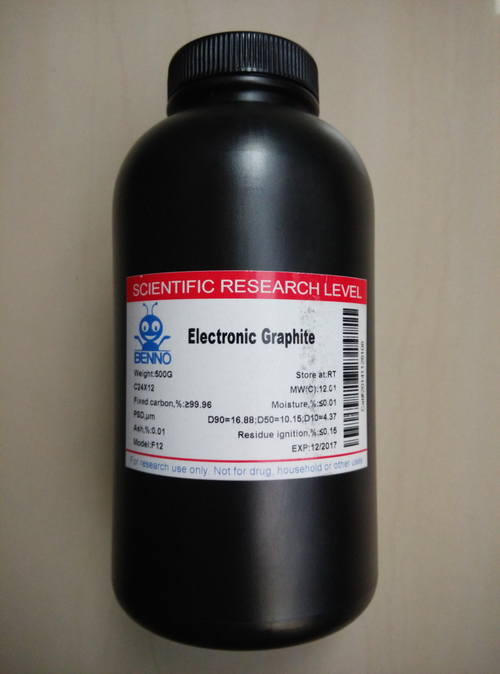 SCIENTIFIC RESEARCH LEVEL
BENNO
Electronic Graphite
Weight:500G Store at:RT
C24X12 MW(C):12.01
Fixed carbon,%:≥99.96 Moisture,%:≤0.01
PSD,μm D90=16.88;D50=10.15;D10=4.37
Ash,%:0.01 Residue ignition,%:≤0.15
Model:F12 EXP:12/2017
For research use only. Not for drug, household or other uses